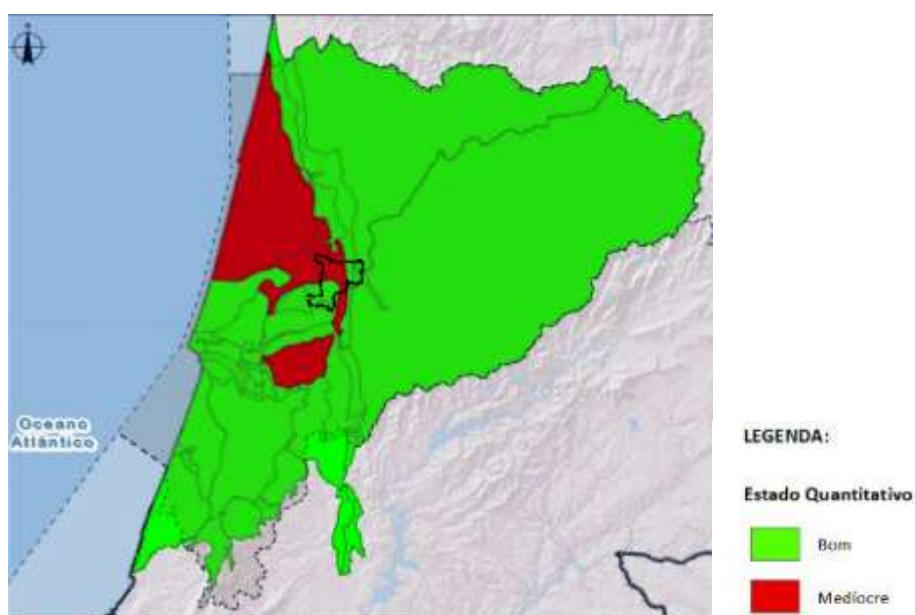 Oceano
Atlântico
LEGENDA:
Estado Quantitativo
Bom
Medíocre